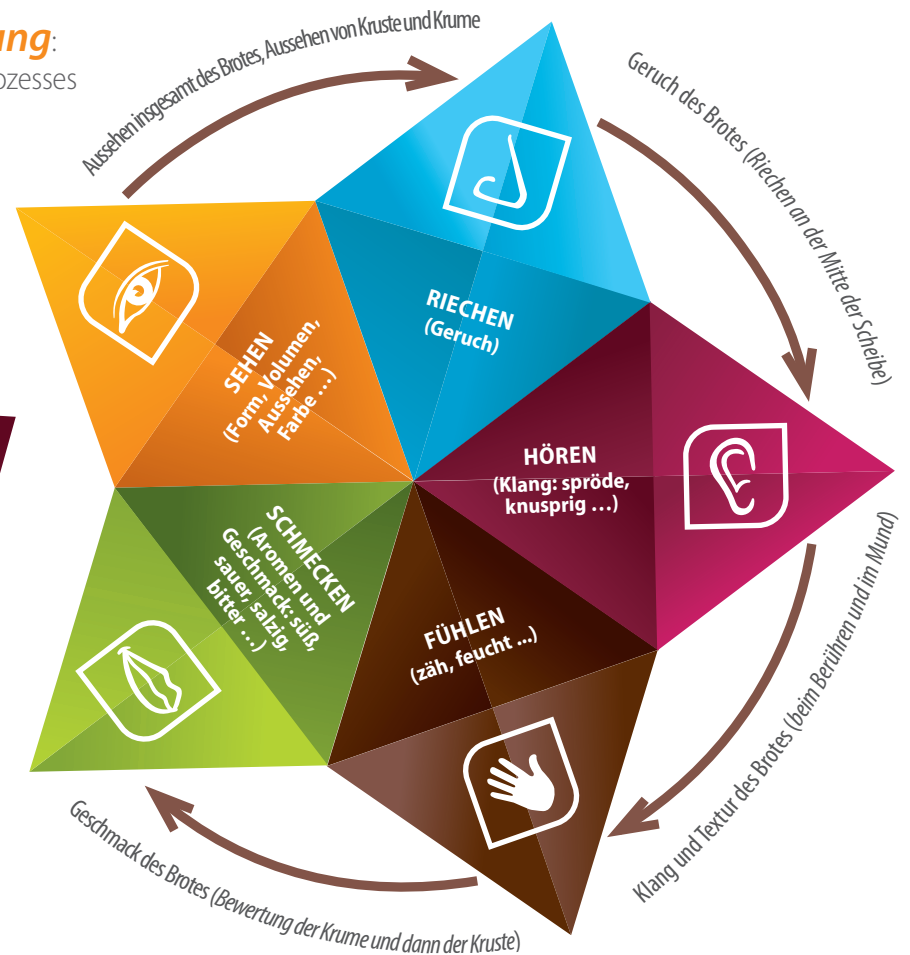 ung:
ozesses
Aussehen insgesamt des Brotes, Aussehen von Kruste und Krume
Geruch des Brotes (Riechen an der Mitte der Scheibe)
RIECHEN
(Geruch)
SEHEN
(Form, Volumen,
Aussehen,
Farbe …)
HÖREN
(Klang: spröde,
knusprig …)
SCHMECKEN
(Aromen und
Geschmack: süß,
sauer, salzig,
bitter …)
FÜHLEN
(zäh, feucht ...)
Klang und Textur des Brotes (beim Berühren und im Mund)
Geschmack des Brotes (Bewertung der Krume und dann der Kruste)